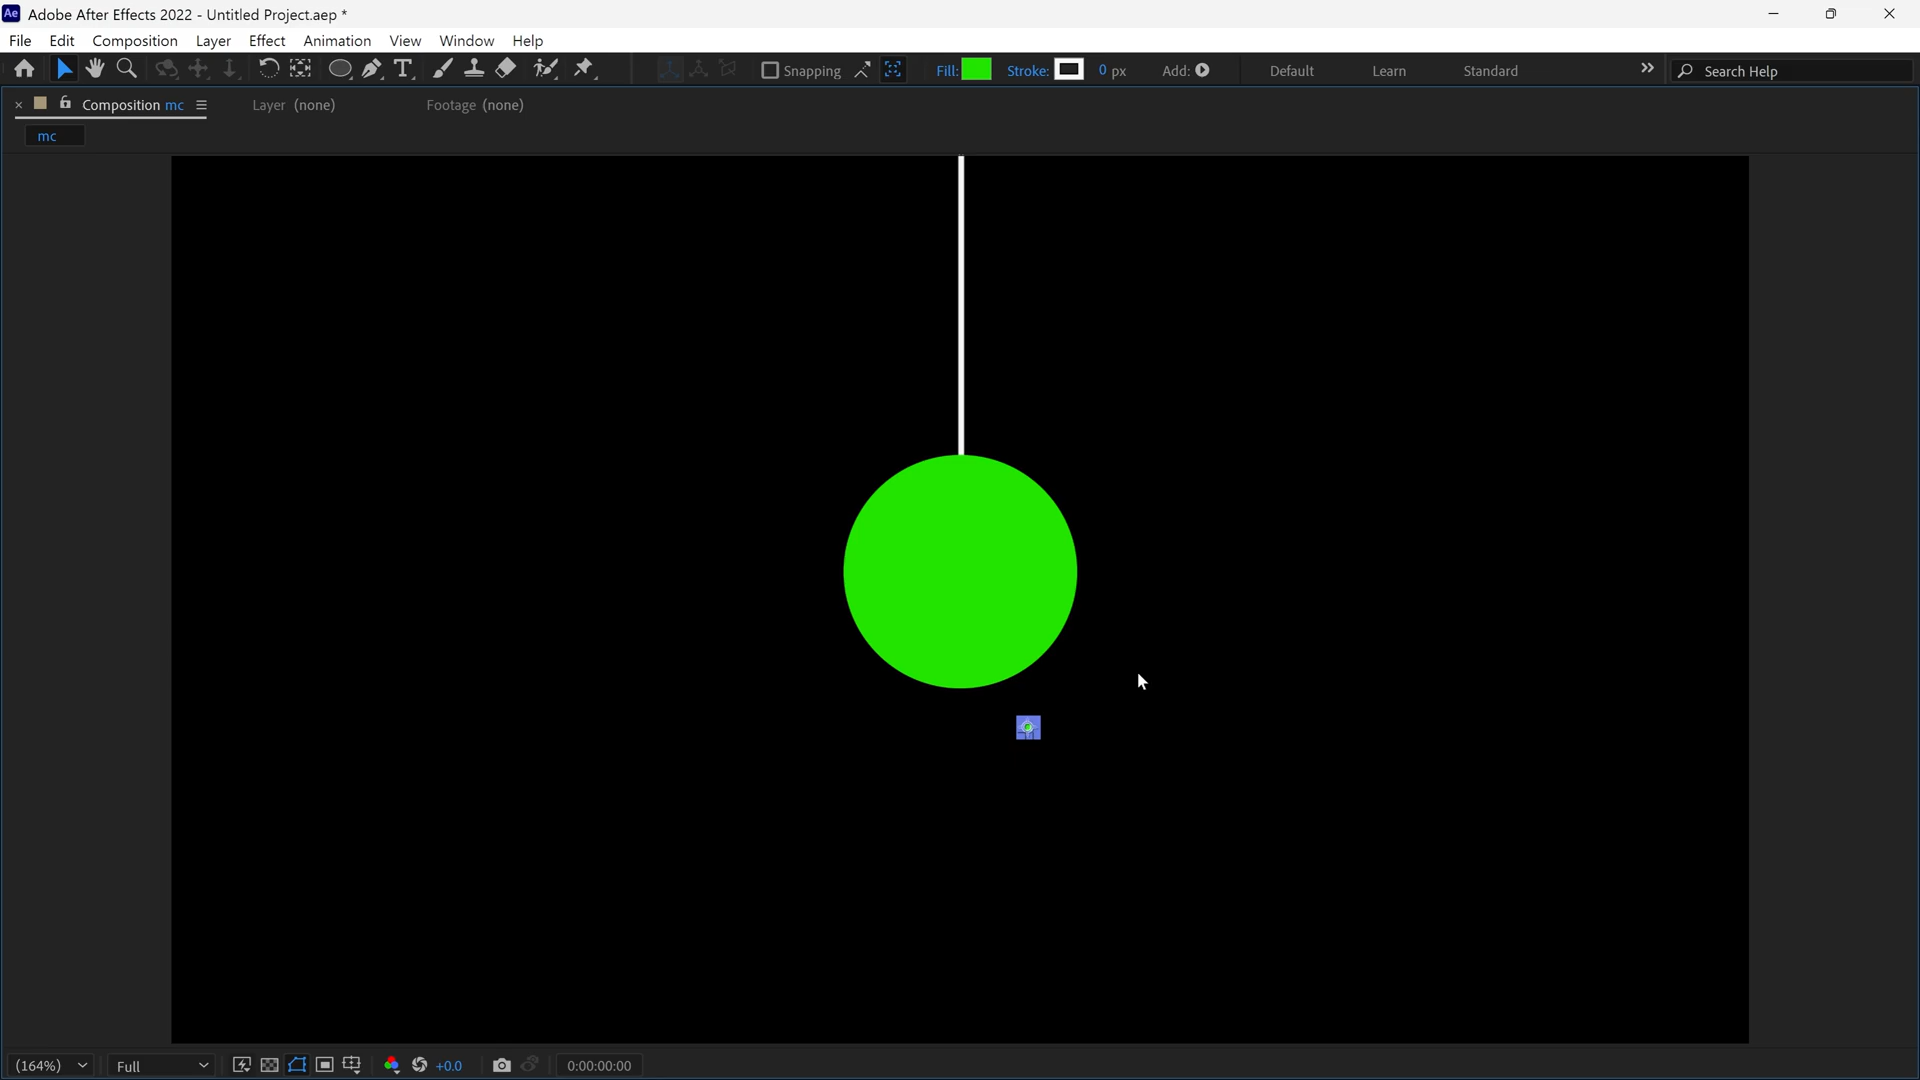 Ae Adobe After Effects 2022 - Untitled Project.aep *
File Edit Composition Layer Effect Animation View Window Help
T Snapping Fill: Stroke: 0 px Add: Default Learn Standard Search Help
Composition mc Layer (none) Footage (none)
mc
(164%) Full +0.0 0:00:00:00